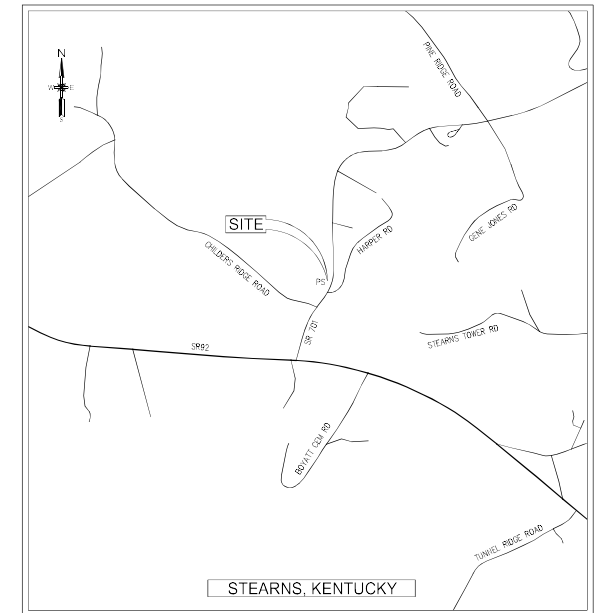 N
W E
S
PINE RIDGE ROAD
SITE
CHILDERS RIDGE ROAD
HARPER RD
GENE JONES RD
PS
SR 701
STEARNS TOWER RD
SR92
BOYATT CEM RD
TUNNEL RIDGE ROAD
STEARNS, KENTUCKY